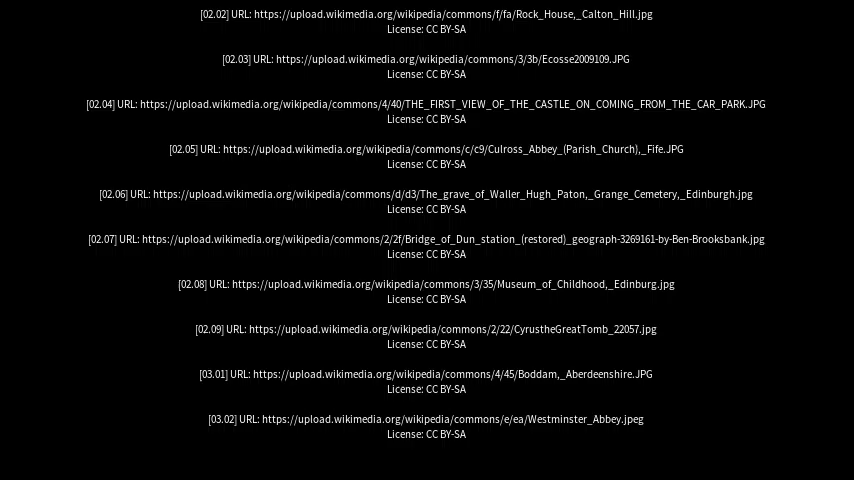 [02.02] URL: https://upload.wikimedia.org/wikipedia/commons/f/fa/Rock_House,_Calton_Hill.jpg
License: CC BY-SA
[02.03] URL: https://upload.wikimedia.org/wikipedia/commons/3/3b/Ecosse2009109.JPG
License: CC BY-SA
[02.04] URL: https://upload.wikimedia.org/wikipedia/commons/4/40/THE_FIRST_VIEW_OF_THE_CASTLE_ON_COMING_FROM_THE_CAR_PARK.JPG
License: CC BY-SA
[02.05] URL: https://upload.wikimedia.org/wikipedia/commons/c/c9/Culross_Abbey_(Parish_Church),_Fife.JPG
License: CC BY-SA
[02.06] URL: https://upload.wikimedia.org/wikipedia/commons/d/d3/The_grave_of_Waller_Hugh_Paton,_Grange_Cemetery,_Edinburgh.jpg
License: CC BY-SA
[02.07] URL: https://upload.wikimedia.org/wikipedia/commons/2/2f/Bridge_of_Dun_station_(restored)_geograph-3269161-by-Ben-Brooksbank.jpg
License: CC BY-SA
[02.08] URL: https://upload.wikimedia.org/wikipedia/commons/3/35/Museum_of_Childhood,_Edinburg.jpg
License: CC BY-SA
[02.09] URL: https://upload.wikimedia.org/wikipedia/commons/2/22/CyrustheGreatTomb_22057.jpg
License: CC BY-SA
[03.01] URL: https://upload.wikimedia.org/wikipedia/commons/4/45/Boddam,_Aberdeenshire.JPG
License: CC BY-SA
[03.02] URL: https://upload.wikimedia.org/wikipedia/commons/e/ea/Westminster_Abbey.jpeg
License: CC BY-SA